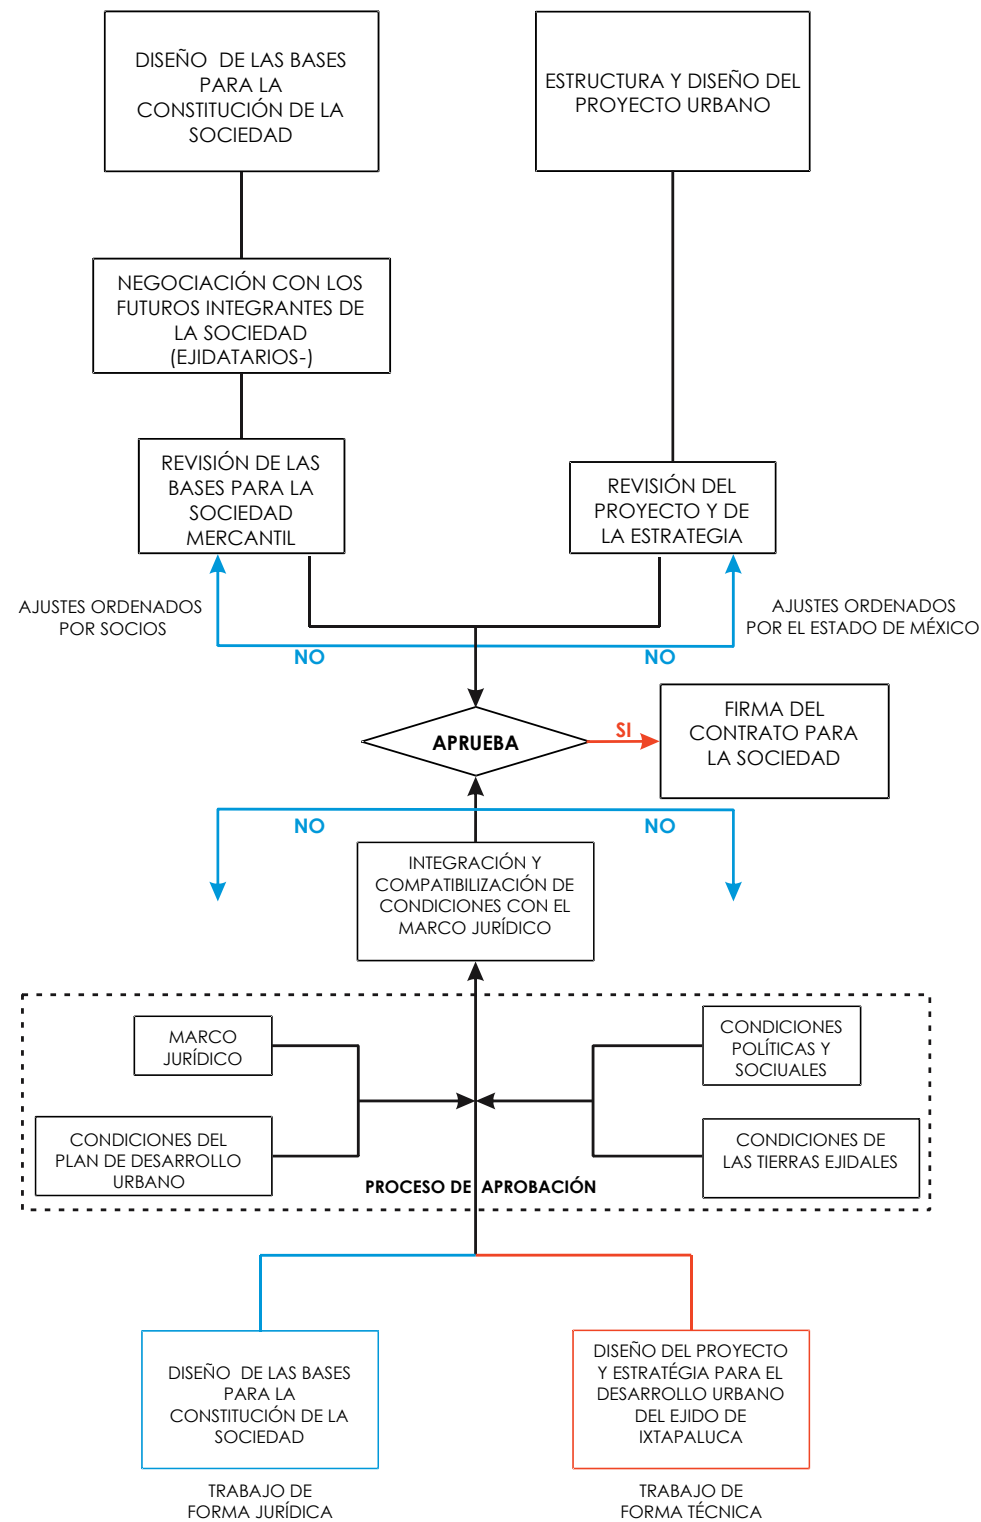 DISEÑO DE LAS BASES
PARA LA
CONSTITUCIÓN DE LA
SOCIEDAD
ESTRUCTURA Y DISEÑO DEL
PROYECTO URBANO
NEGOCIACIÓN CON LOS
FUTUROS INTEGRANTES DE
LA SOCIEDAD
(EJIDATARIOS-)
REVISIÓN DE LAS
BASES PARA LA
SOCIEDAD
MERCANTIL
REVISIÓN DEL
PROYECTO Y DE
LA ESTRATEGIA
AJUSTES ORDENADOS
POR SOCIOS
AJUSTES ORDENADOS
POR EL ESTADO DE MÉXICO
NO
NO
APRUEBA
SI
FIRMA DEL
CONTRATO PARA
LA SOCIEDAD
NO
NO
INTEGRACIÓN Y
COMPATIBILIZACIÓN DE
CONDICIONES CON EL
MARCO JURÍDICO
MARCO
JURÍDICO
CONDICIONES
POLÍTICAS Y
SOCIUALES
CONDICIONES DEL
PLAN DE DESARROLLO
URBANO
CONDICIONES DE
LAS TIERRAS EJIDALES
PROCESO DE APROBACIÓN
DISEÑO DE LAS BASES
PARA LA
CONSTITUCIÓN DE LA
SOCIEDAD
DISEÑO DEL PROYECTO
Y ESTRATÉGIA PARA EL
DESARROLLO URBANO
DEL EJIDO DE
IXTAPALUCA
TRABAJO DE
FORMA JURÍDICA
TRABAJO DE
FORMA TÉCNICA